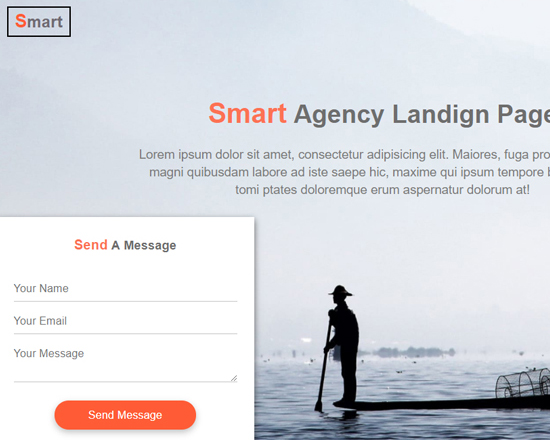 Smart
Smart Agency Landign Page
Lorem ipsum dolor sit amet, consectetur adipisicing elit. Maiores, fuga pro
magni quibusdam labore ad iste saepe hic, maxime qui ipsum tempore
tomi ptates doloremque erum aspernatur dolorum at!
Send A Message
Your Name
Your Email
Your Message
Send Message